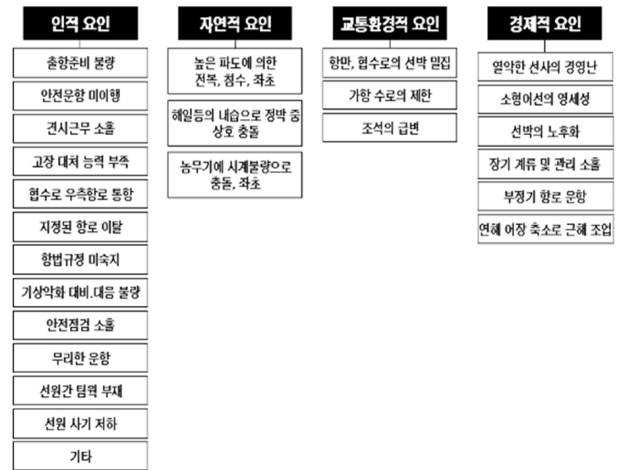 인적 요인
출항준비 불량
안전운항 미이행
견시근무 소홀
고장 대처 능력 부족
협수로 우측항로 통항
지정된 항로 이탈
항법규정 미숙지
기상악화 대비.대응 불량
안전점검 소홀
무리한 운항
선원간 팀웍 부재
선원 사기 저하
기타
자연적 요인
높은 파도에 의한
전복, 침수, 좌초
해일등의 내습으로 정박 중
상호 충돌
농무기에 시계불량으로
충돌, 좌초
교통환경적 요인
항만, 협수로의 선박 밀집
가항 수로의 제한
조석의 급변
경제적 요인
열악한 선사의 경영난
소형어선의 영세성
선박의 노후화
장기 계류 및 관리 소홀
부정기 항로 운항
연혜 어장 축소로 근혜 조업